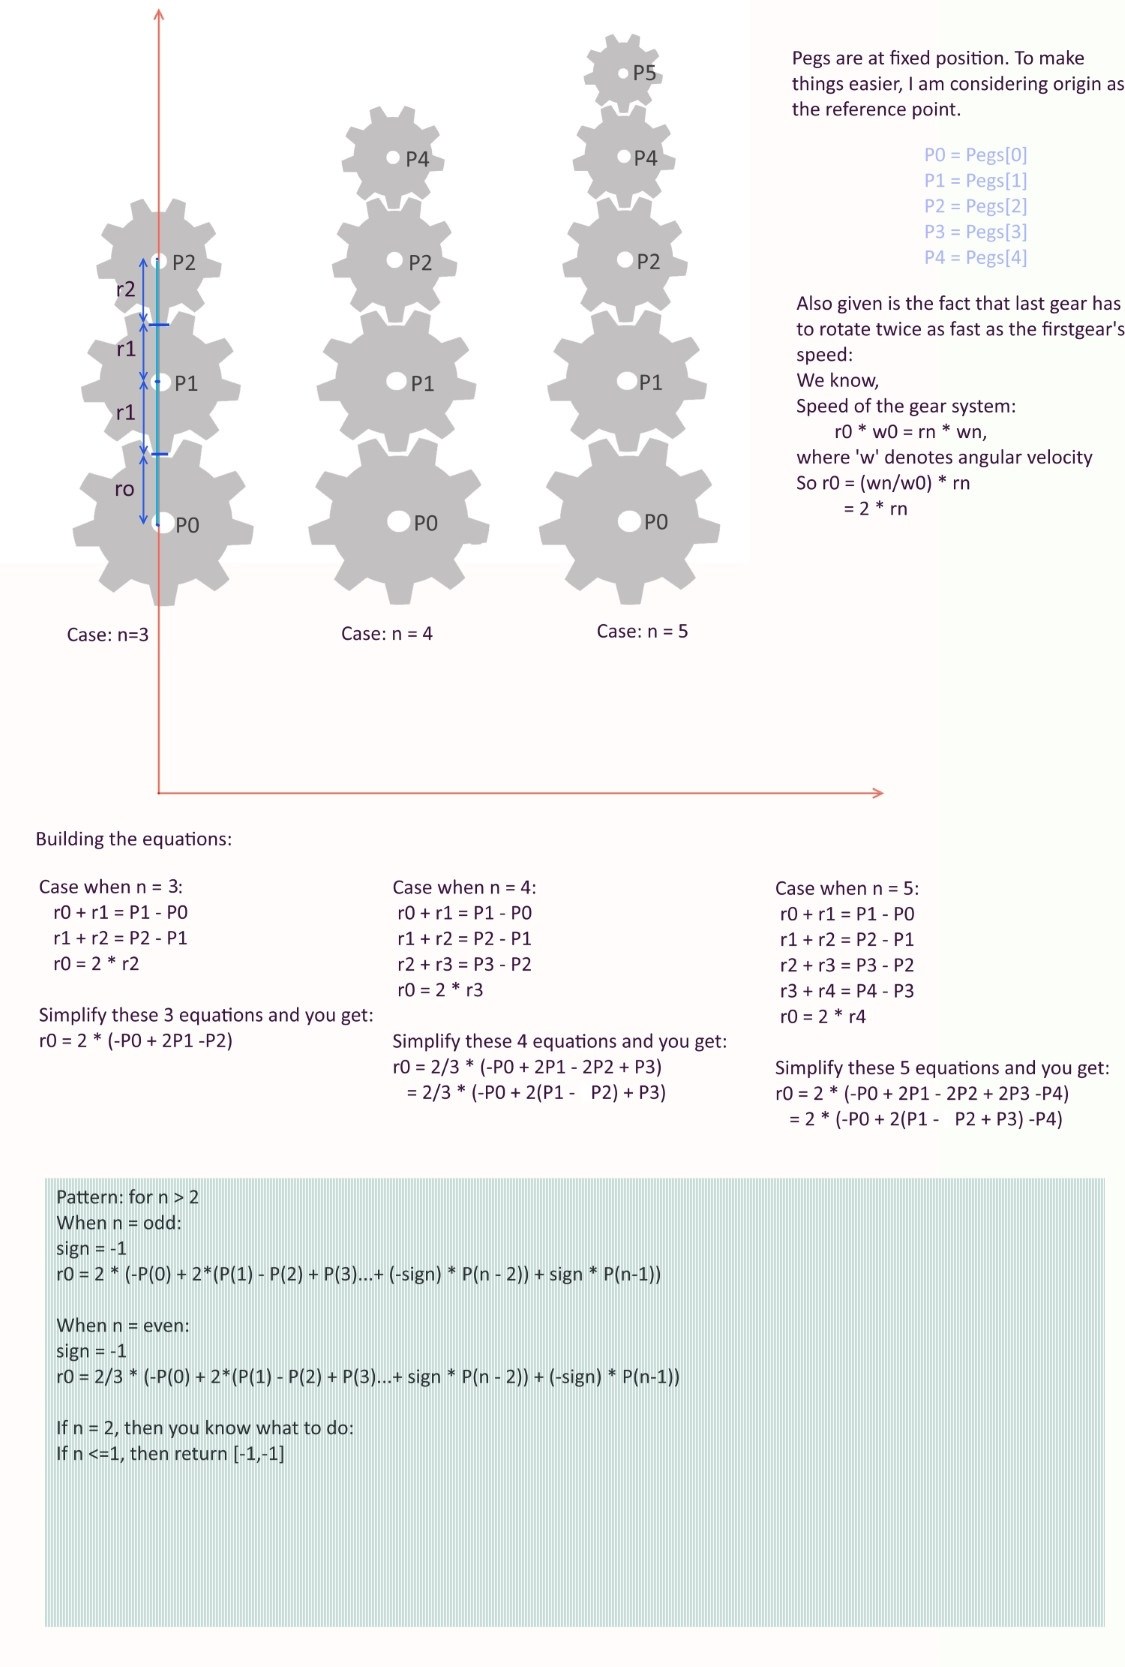 P5
P4
P4
P2
P2
P2
r2
r1
P1
P1
P1
r1
ro
P0
P0
P0
Case: n=3
Case: n = 4
Case: n = 5
Pegs are at fixed position. To make
things easier, I am considering origin as
the reference point.
P0 = Pegs[0]
P1 = Pegs[1]
P2 = Pegs[2]
P3 = Pegs[3]
P4 = Pegs[4]
Also given is the fact that last gear has
to rotate twice as fast as the firstgear's
speed:
We know,
Speed of the gear system:
r0 * w0 = rn * wn,
where 'w' denotes angular velocity
So r0 = (wn/w0) * rn
= 2 * rn
Building the equations:
Case when n = 3:
r0 + r1 = P1 - P0
r1 + r2 = P2 - P1
r0 = 2 * r2
Simplify these 3 equations and you get:
r0 = 2 * (-P0 + 2P1 -P2)
Case when n = 4:
r0 + r1 = P1 - P0
r1 + r2 = P2 - P1
r2 + r3 = P3 - P2
r0 = 2 * r3
Simplify these 4 equations and you get:
r0 = 2/3 * (-P0 + 2P1 - 2P2 + P3)
= 2/3 * (-P0 + 2(P1 - P2) + P3)
Case when n = 5:
r0 + r1 = P1 - P0
r1 + r2 = P2 - P1
r2 + r3 = P3 - P2
r3 + r4 = P4 - P3
r0 = 2 * r4
Simplify these 5 equations and you get:
r0 = 2 * (-P0 + 2P1 - 2P2 + 2P3 -P4)
= 2 * (-P0 + 2(P1 - P2 + P3) -P4)
Pattern: for n > 2
When n = odd:
sign = -1
r0 = 2 * (-P(0) + 2*(P(1) - P(2) + P(3)...+ (-sign) * P(n - 2)) + sign * P(n-1))
When n = even:
sign = -1
r0 = 2/3 * (-P(0) + 2*(P(1) - P(2) + P(3)...+ sign * P(n - 2)) + (-sign) * P(n-1))
If n = 2, then you know what to do:
If n <=1, then return [-1,-1]